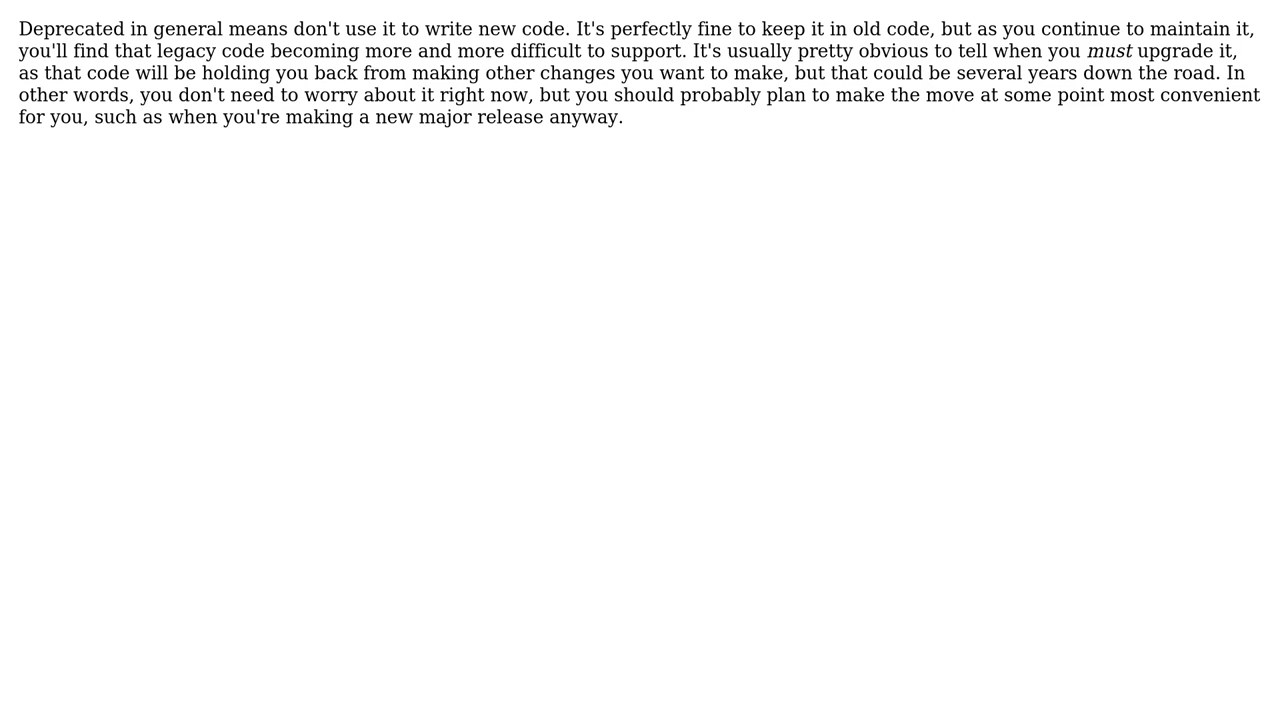 Deprecated in general means don't use it to write new code. It's perfectly fine to keep it in old code, but as you continue to maintain it,
you'll find that legacy code becoming more and more difficult to support. It's usually pretty obvious to tell when you must upgrade it,
as that code will be holding you back from making other changes you want to make, but that could be several years down the road. In
other words, you don't need to worry about it right now, but you should probably plan to make the move at some point most convenient
for you, such as when you're making a new major release anyway.